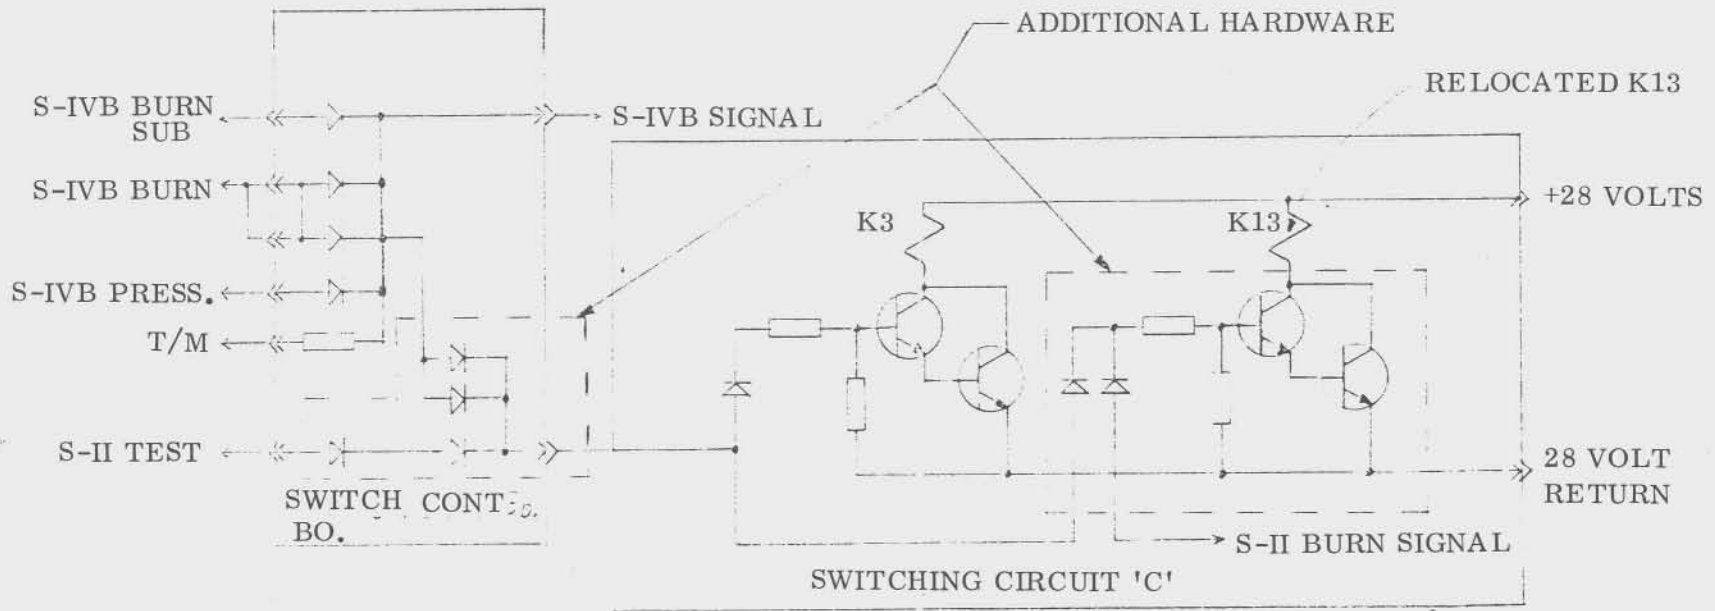 ADDITIONAL HARDWARE
RELOCATED K13
S-IVB BURN
SUB
S-IVB SIGNAL
S-IVB BURN
+28 VOLTS
K3
K13
S-IVB PRESS.
T/M
S-II TEST
28 VOLT
RETURN
SWITCH
BO.
S-II BURN SIGNAL
SWITCHING CIRCUIT 'C'